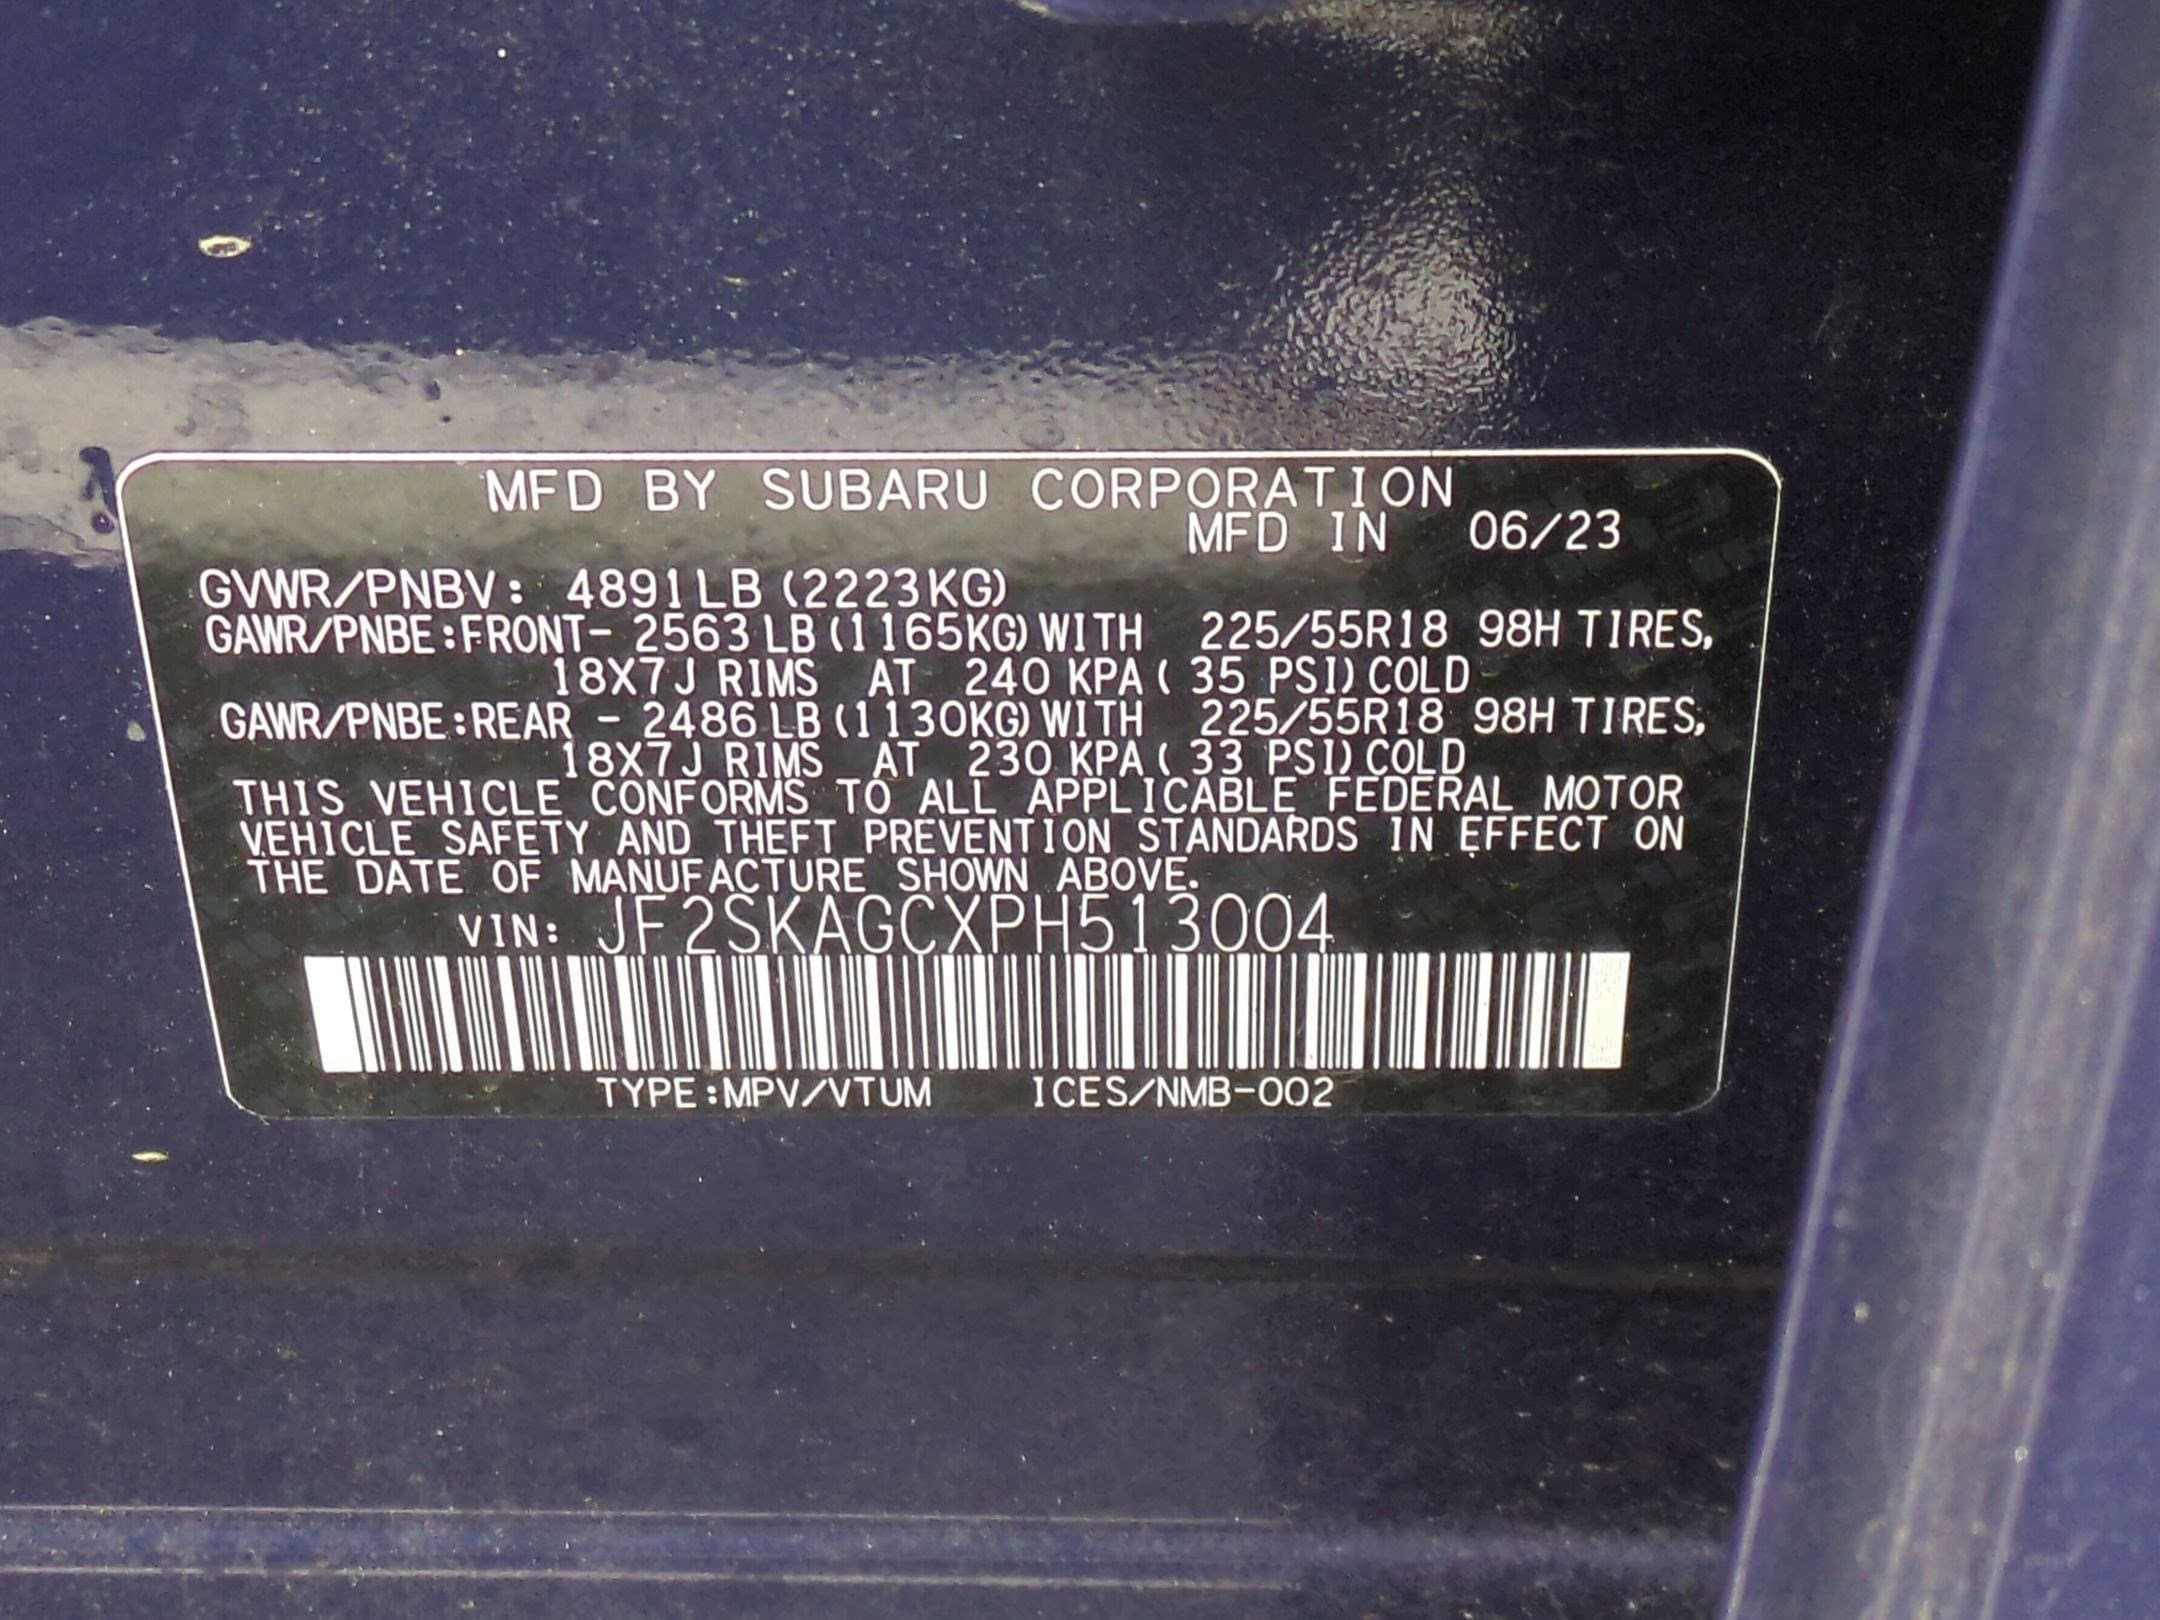 MFD BY SUBARU CORPORATION
MFD IN 06/23
GVWR/PNBV: 4891LB (2223KG)
GAWR/PNBE:FRONT- 2563LB (1165KG) WITH 225/55R18 98H TIRES,
18X7J RIMS AT 240 KPA ( 35 PSI) COLD
GAWR/PNBE:REAR - 2486LB (1130KG) WITH 225/55R18 98H TIRES,
18X7J RIMS AT 230 KPA ( 33 PSI) COLD
THIS VEHICLE CONFORMS TO ALL APPLICABLE FEDERAL MOTOR
VEHICLE SAFETY AND THEFT PREVENTION STANDARDS IN EFFECT ON
THE DATE OF MANUFACTURE SHOWN ABOVE.
VIN: JF2SKAGCXPH513004
TYPE:MPV/VTUM ICES/NMB-002